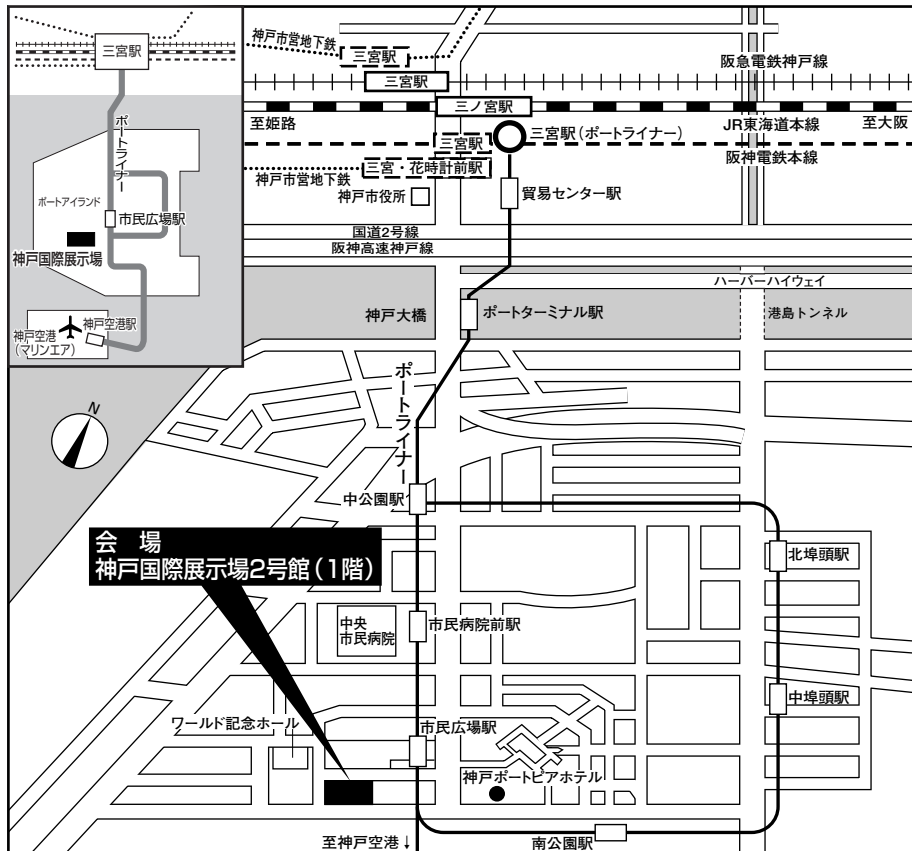 三宮駅
ポートライナー
ポートアイランド
市民広場駅
神戸国際展示場
神戸空港駅
神戸空港
(マリンエア)
神戸市営地下鉄
三宮駅
三宮駅
阪急電鉄神戸線
三ノ宮駅
至姫路
三宮駅
三宮駅(ポートライナー)
JR東海道本線
至大阪
阪神電鉄本線
神戸市営地下鉄
三宮・花時計前駅
神戸市役所
貿易センター駅
国道2号線
阪神高速神戸線
ハーバーハイウェイ
神戸大橋
ポートターミナル駅
港島トンネル
ポートライナー
N
中公園駅
会 場
神戸国際展示場2号館(1階)
北埠頭駅
中央
市民病院
市民病院前駅
中埠頭駅
ワールド記念ホール
市民広場駅
神戸ポートピアホテル
至神戸空港↓
南公園駅